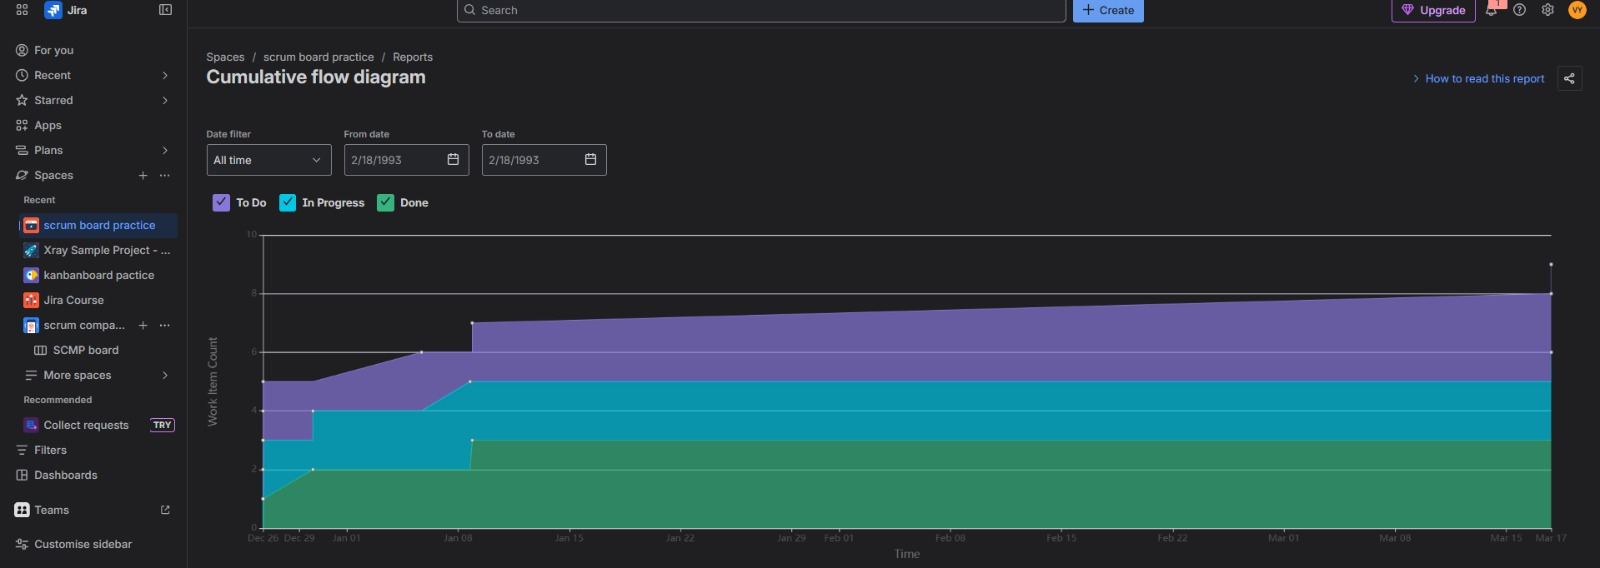 Jira
Search
+ Create
Upgrade
1
VY
For you
Recent
Starred
Apps
Plans
Spaces
Recent
scrum board practice
Xray Sample Project - ...
kanbanboard pactice
Jira Course
scrum compa...
SCMP board
More spaces
Recommended
Collect requests TRY
Filters
Dashboards
Teams
Customise sidebar
Spaces / scrum board practice / Reports
Cumulative flow diagram
How to read this report
Date filter From date To date
All time 2/18/1993 2/18/1993
To Do In Progress Done
Work Item Count
10
8
6
4
2
0
Dec 26 Dec 29 Jan 01 Jan 08 Jan 15 Jan 22 Jan 29 Feb 01 Feb 08 Feb 15 Feb 22 Mar 01 Mar 08 Mar 15 Mar 17
Time